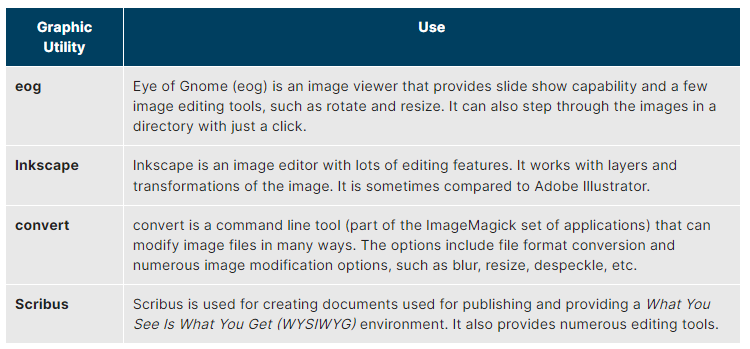 Graphic
Utility
Use
eog
Eye of Gnome (eog) is an image viewer that provides slide show capability and a few
image editing tools, such as rotate and resize. It can also step through the images in a
directory with just a click.
Inkscape
Inkscape is an image editor with lots of editing features. It works with layers and
transformations of the image. It is sometimes compared to Adobe Illustrator.
convert
convert is a command line tool (part of the ImageMagick set of applications) that can
modify image files in many ways. The options include file format conversion and
numerous image modification options, such as blur, resize, despeckle, etc.
Scribus
Scribus is used for creating documents used for publishing and providing a What You
See Is What You Get (WYSIWYG) environment. It also provides numerous editing tools.